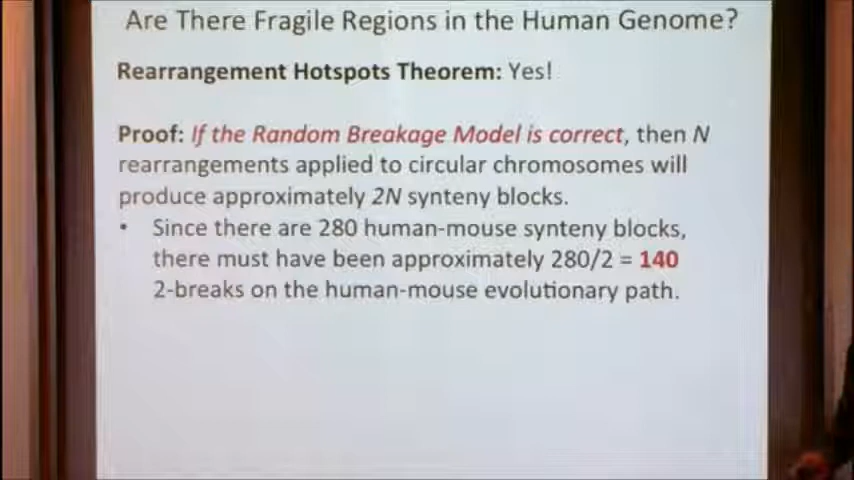 Are There Fragile Regions in the Human Genome?
Rearrangement Hotspots Theorem: Yes!
Proof: If the Random Breakage Model is correct, then N
rearrangements applied to circular chromosomes will
produce approximately 2N synteny blocks.
• Since there are 280 human-mouse synteny blocks,
there must have been approximately 280/2 = 140
2-breaks on the human-mouse evolutionary path.